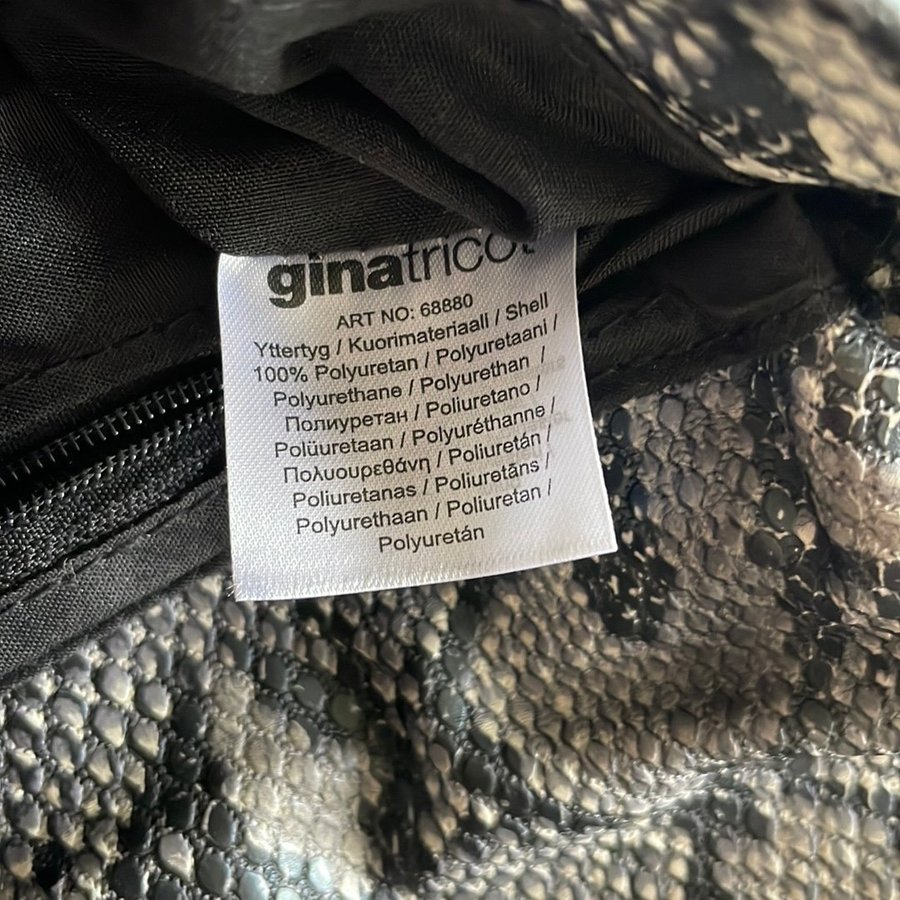 ginatricot
ART NO: 68880
Yttertyg / Kuorimateriaali / Shell
100% Polyuretan / Polyuretaani /
Polyurethane / Polyurethan /
Полиуретан / Poliuretano /
Polüuretaan / Polyuréthanne /
Πολυουρεθάνη / Poliuretán /
Poliuretanas / Poliuretāns /
Polyurethaan / Poliuretan /
Polyuretán